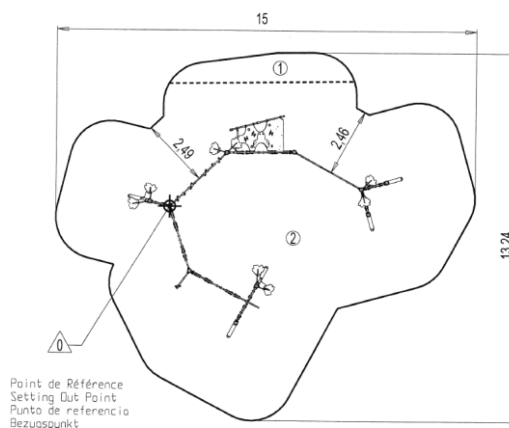 15
①
2,49
2,46
②
13,24
0
Point de Référence
Setting Out Point
Punto de referencia
Bezugspunkt